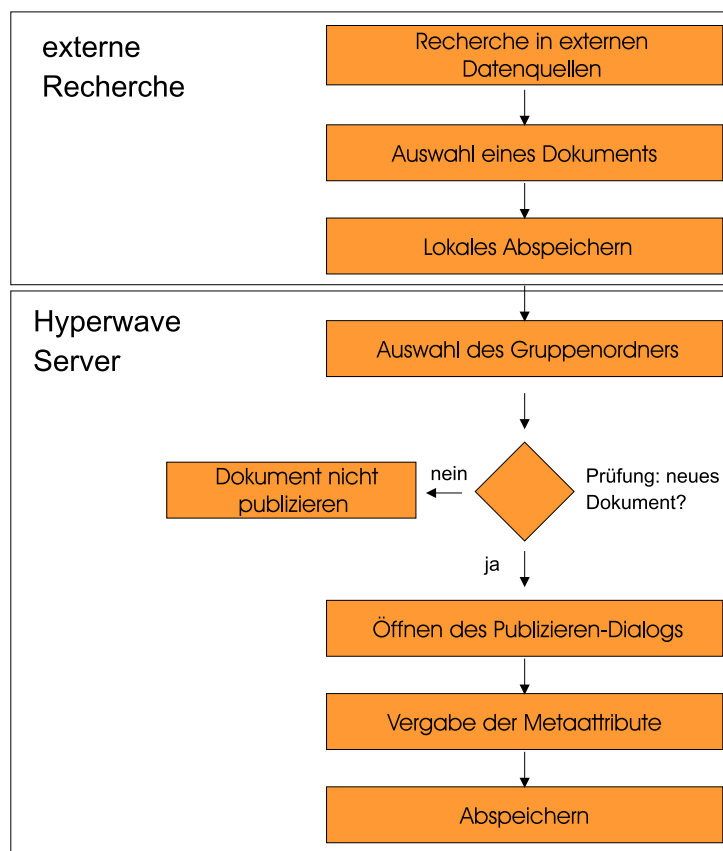 externe
Recherche
Recherche in externen
Datenquellen
Auswahl eines Dokuments
Lokales Abspeichern
Hyperwave
Server
Auswahl des Gruppenordners
Dokument nicht
publizieren
nein
Prüfung: neues
Dokument?
ja
Öffnen des Publizieren-Dialogs
Vergabe der Metaattribute
Abspeichern